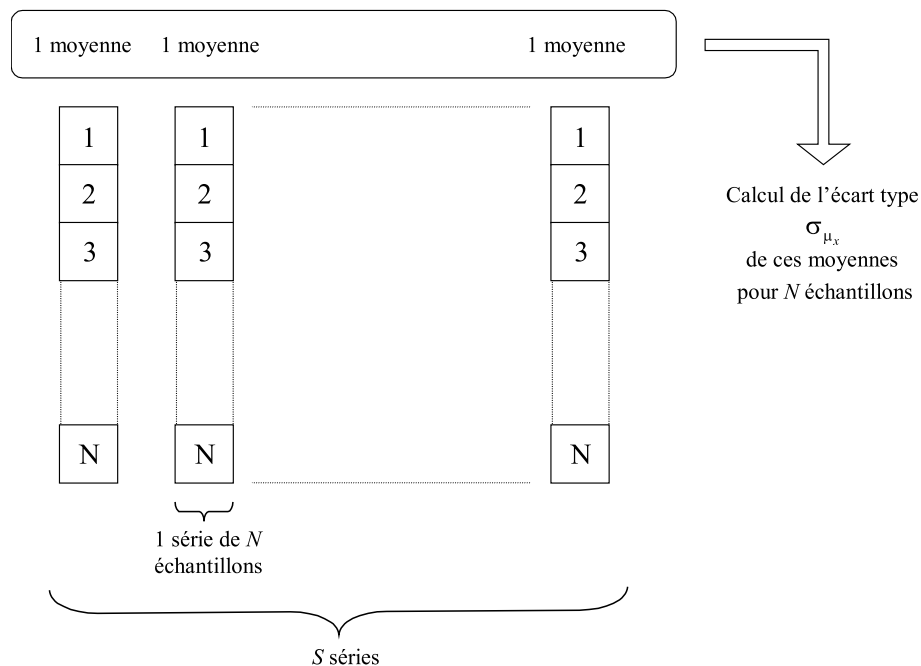 1 moyenne 1 moyenne 1 moyenne
1 1 1
2 2 2
3 3 3
N N N
Calcul de l’écart type
σμx
de ces moyennes
pour N échantillons
1 série de N
échantillons
S séries